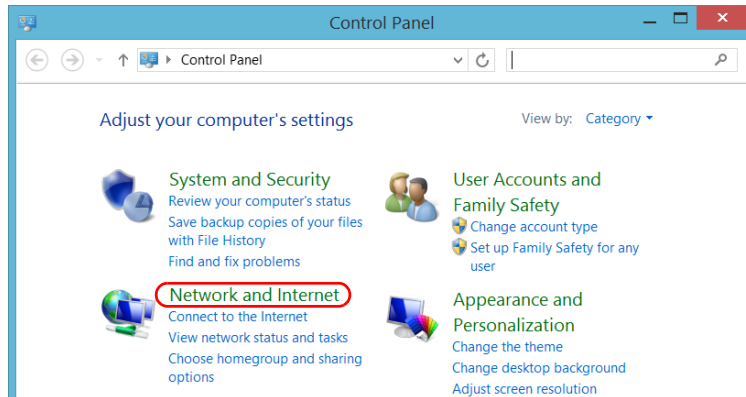 Control Panel
Control Panel
Adjust your computer's settings
View by: Category
System and Security
Review your computer's status
Save backup copies of your files
with File History
Find and fix problems
Network and Internet
Connect to the Internet
View network status and tasks
Choose homegroup and sharing
options
User Accounts and
Family Safety
Change account type
Set up Family Safety for any
user
Appearance and
Personalization
Change the theme
Change desktop background
Adjust screen resolution